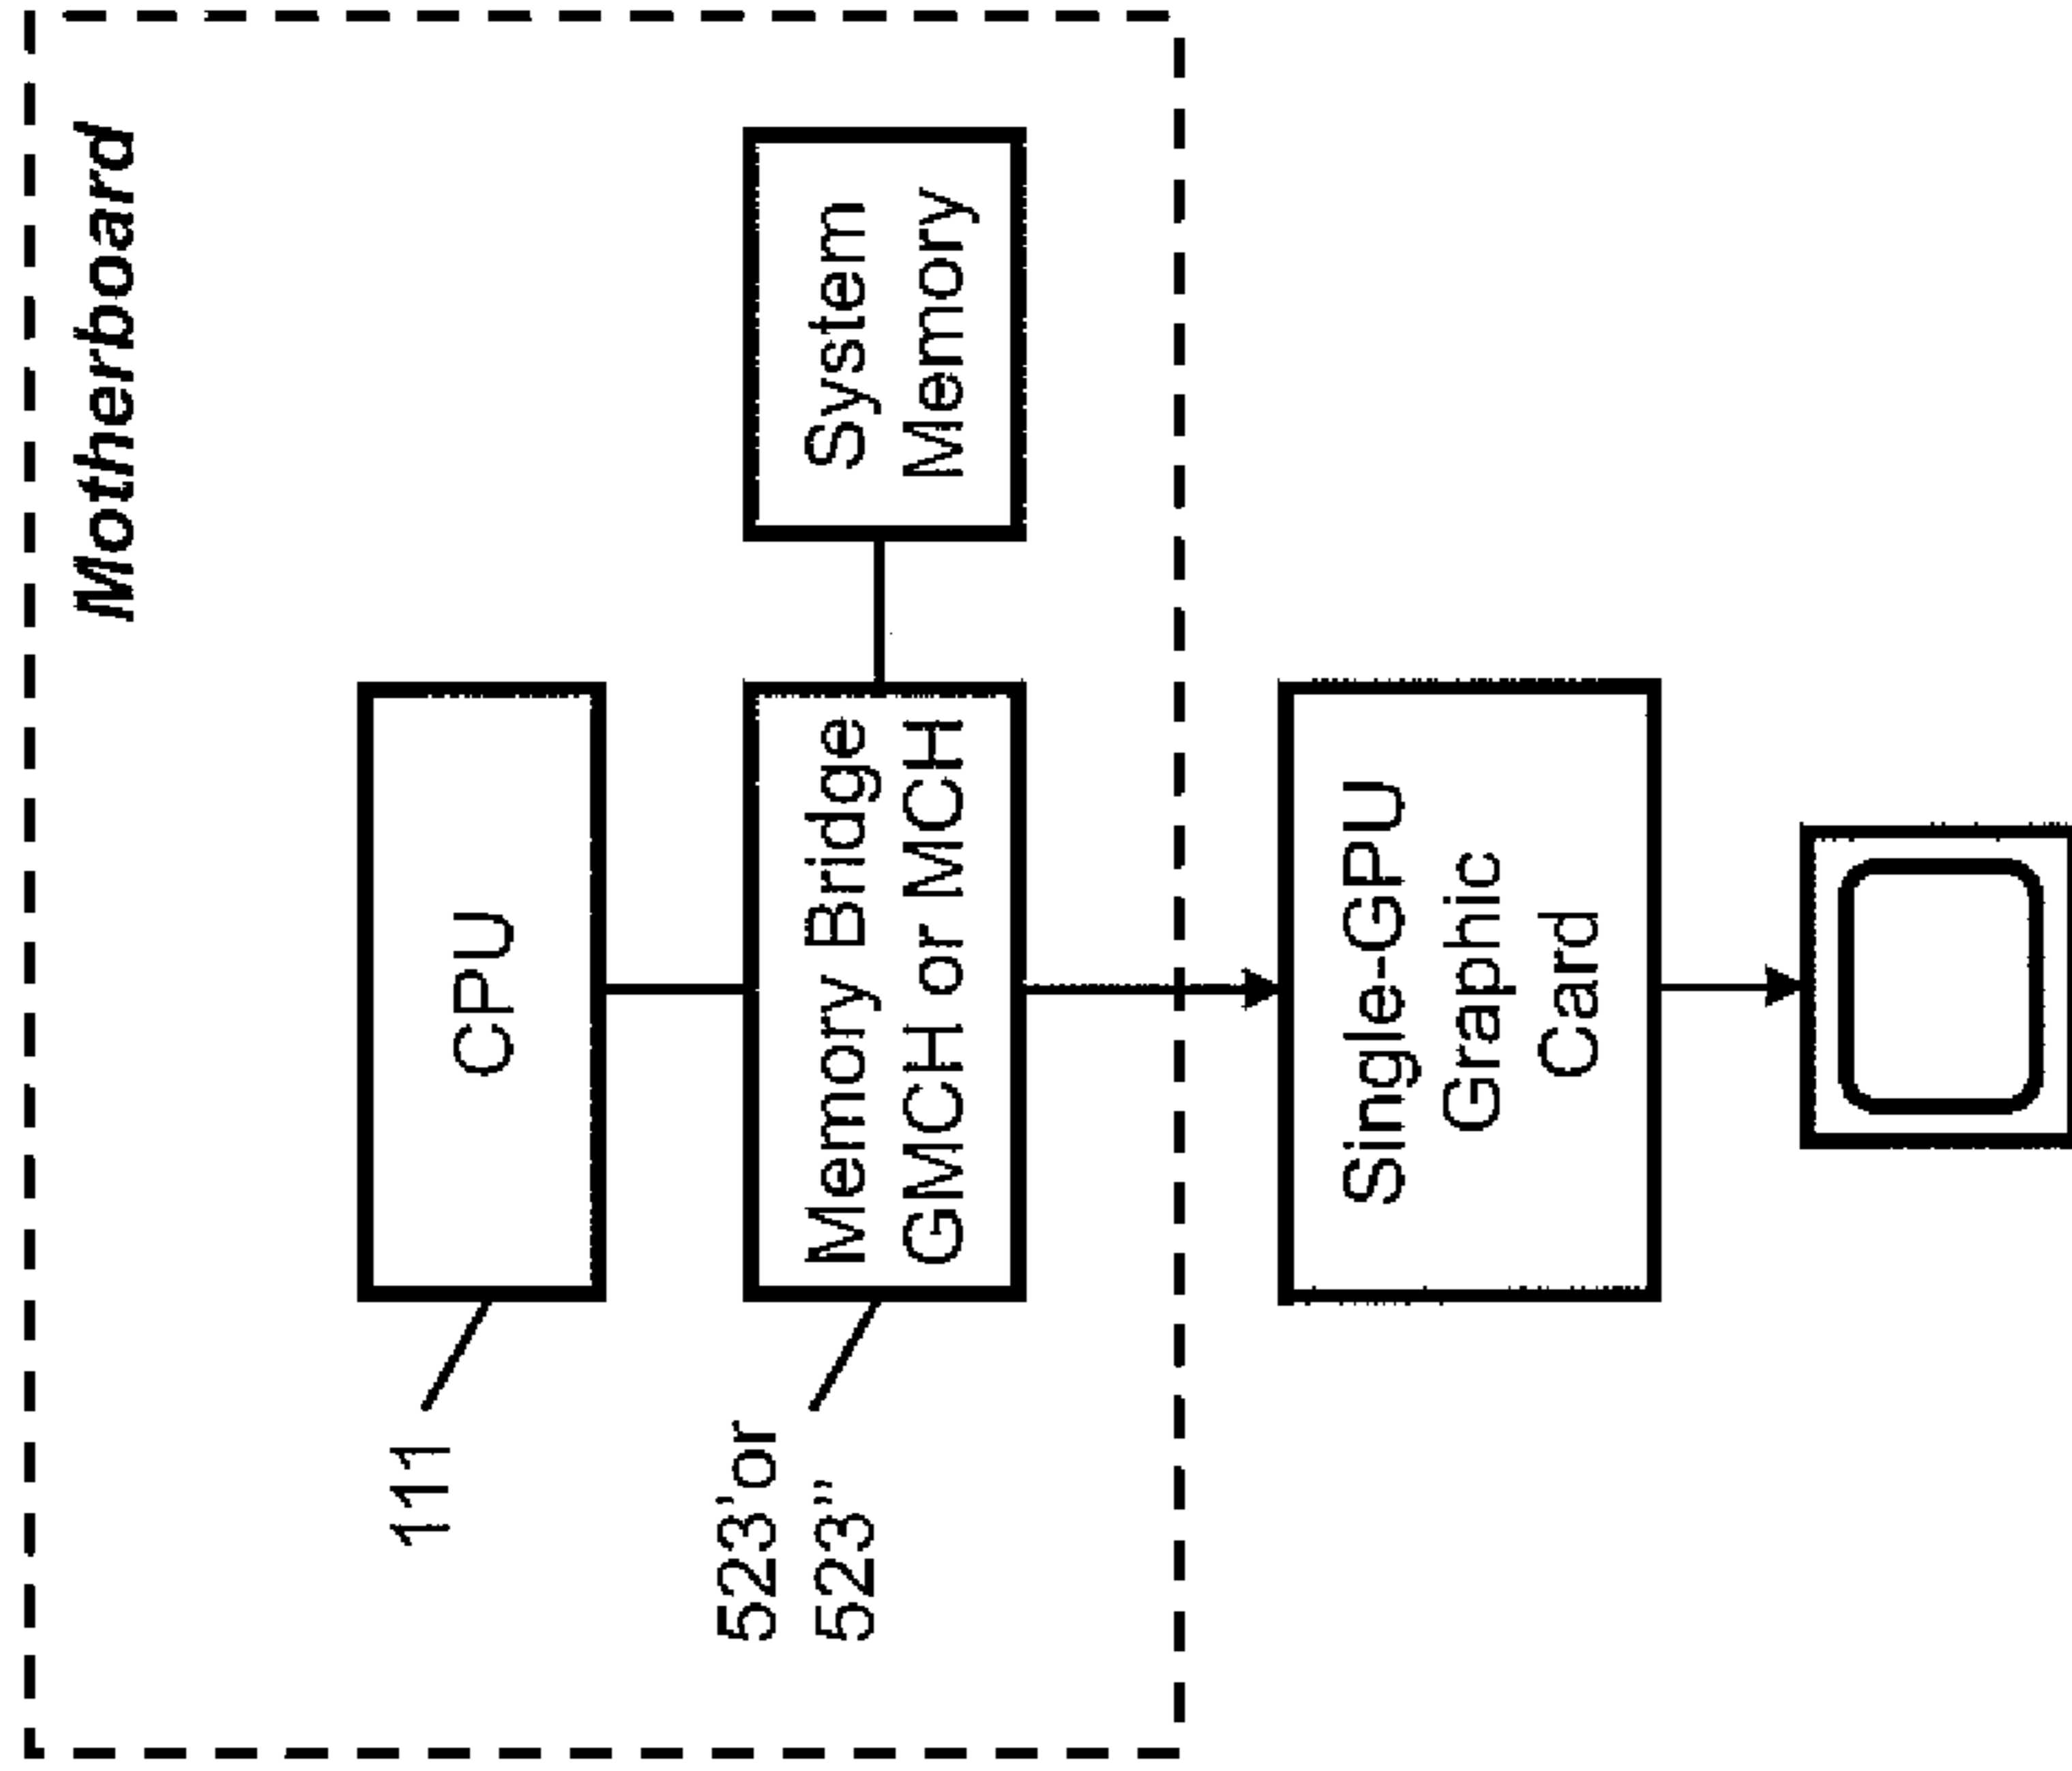 Motherboard
CPU
111
System
Memory
Memory Bridge
GMCH or MCH
523'or
523”
Single-GPU
Graphic
Card